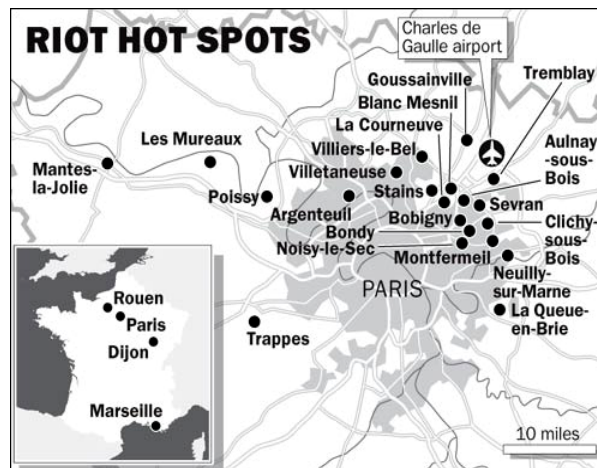 RIOT HOT SPOTS
Charles de
Gaulle airport
Goussainville
Tremblay
Blanc Mesnil
La Courneuve
Aulnay
-sous-
Bois
Les Mureaux
Villiers-le-Bel
Mantes-
la-Jolie
Villetaneuse
Poissy
Stains
Sevran
Argenteuil
Bobigny
Clichy-
sous-
Bois
Bondy
Noisy-le-Sec
Montfermeil
Neuilly-
sur-Marne
PARIS
La Queue-
en-Brie
Trappes
Rouen
Paris
Dijon
Marseille
10 miles